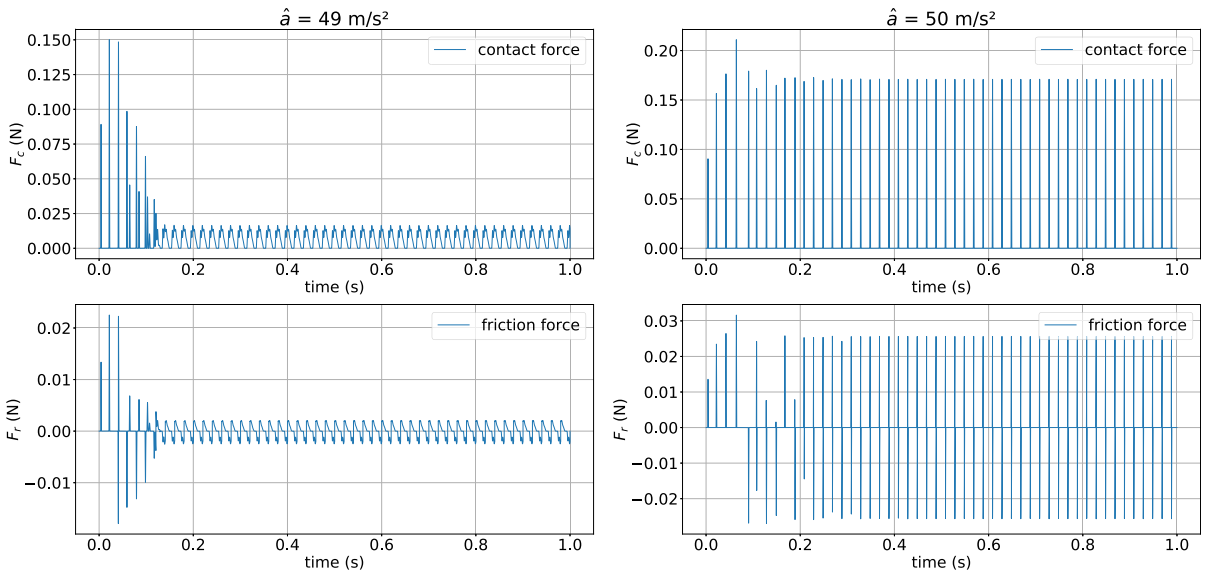 â = 49 m/s²
0.150
0.125
0.100
0.075
0.050
0.025
0.000
F_c (N)
contact force
0.0 0.2 0.4 0.6 0.8 1.0
time (s)
â = 50 m/s²
0.20
0.15
0.10
0.05
0.00
F_c (N)
contact force
0.0 0.2 0.4 0.6 0.8 1.0
time (s)
0.02
0.01
0.00
−0.01
F_r (N)
friction force
0.0 0.2 0.4 0.6 0.8 1.0
time (s)
0.03
0.02
0.01
0.00
−0.01
−0.02
F_r (N)
friction force
0.0 0.2 0.4 0.6 0.8 1.0
time (s)